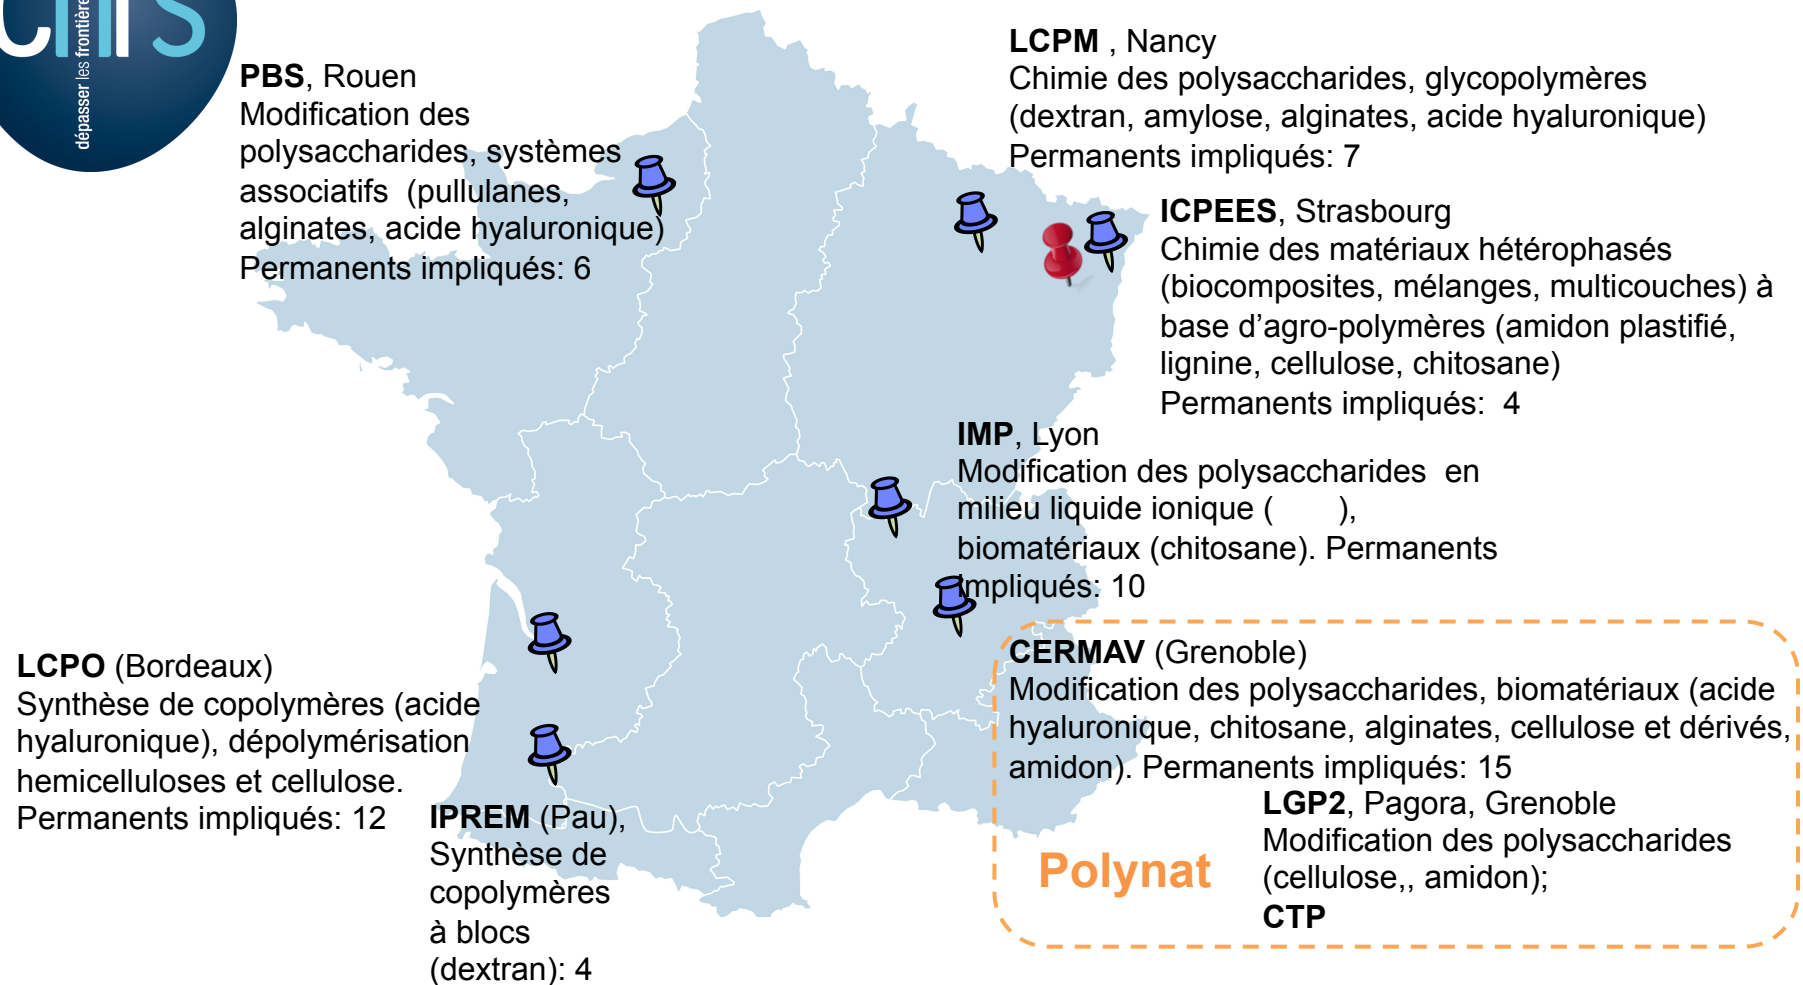 cnrs
dépasser les frontières
PBS, Rouen
Modification des
polysaccharides, systèmes
associatifs (pullulanes,
alginates, acide hyaluronique)
Permanents impliqués: 6
LCPM , Nancy
Chimie des polysaccharides, glycopolymères
(dextran, amylose, alginates, acide hyaluronique)
Permanents impliqués: 7
ICPEES, Strasbourg
Chimie des matériaux hétérophasés
(biocomposites, mélanges, multicouches) à
base d’agro-polymères (amidon plastifié,
lignine, cellulose, chitosane)
Permanents impliqués: 4
IMP, Lyon
Modification des polysaccharides en
milieu liquide ionique ( ),
biomatériaux (chitosane). Permanents
impliqués: 10
LCPO (Bordeaux)
Synthèse de copolymères (acide
hyaluronique), dépolymérisation
hemicelluloses et cellulose.
Permanents impliqués: 12
IPREM (Pau),
Synthèse de
copolymères
à blocs
(dextran): 4
CERMAV (Grenoble)
Modification des polysaccharides, biomatériaux (acide
hyaluronique, chitosane, alginates, cellulose et dérivés,
amidon). Permanents impliqués: 15
LGP2, Pagora, Grenoble
Modification des polysaccharides
(cellulose,, amidon);
CTP
Polynat